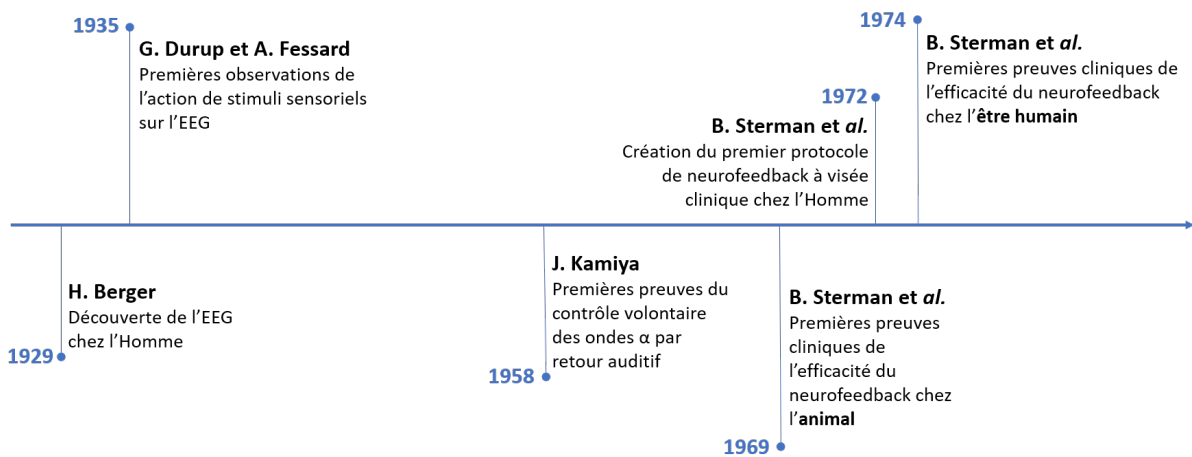 1935
G. Durup et A. Fessard
Premières observations de
l’action de stimuli sensoriels
sur l’EEG
1974
B. Sterman et al.
Premières preuves cliniques de
l’efficacité du neurofeedback
chez l’être humain
1972
B. Sterman et al.
Création du premier protocole
de neurofeedback à visée
clinique chez l’Homme
H. Berger
Découverte de l’EEG
chez l’Homme
1929
J. Kamiya
Premières preuves du
contrôle volontaire
des ondes α par
retour auditif
1958
B. Sterman et al.
Premières preuves
cliniques de
l’efficacité du
neurofeedback chez
l’animal
1969